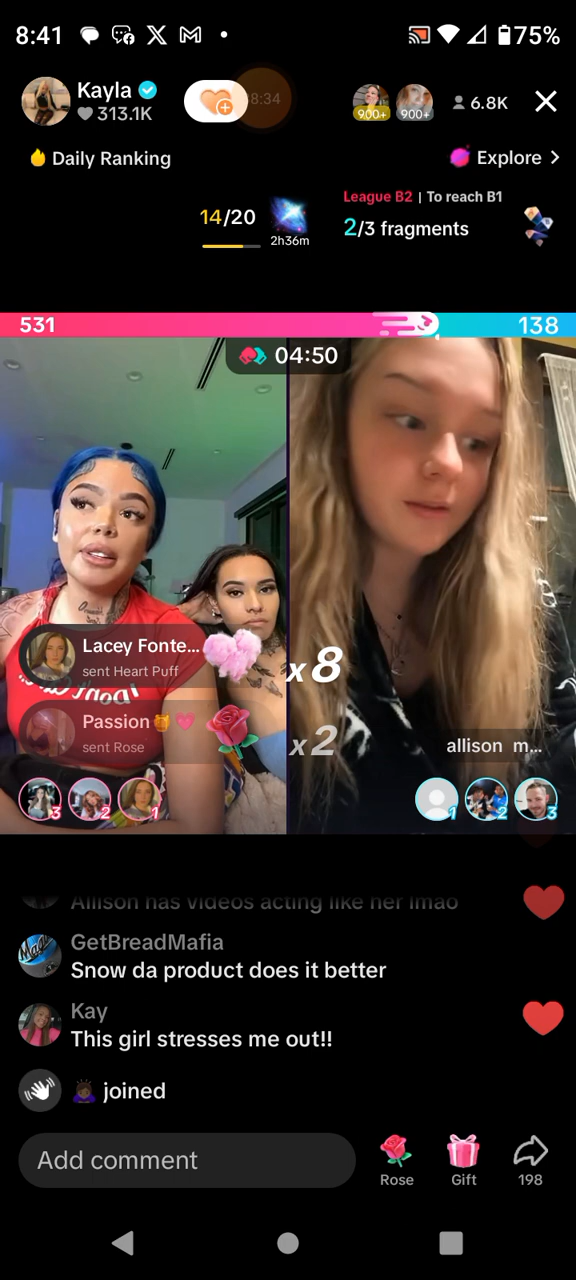 8:41
75%
Kayla
313.1K
8:34
900+
900+
6.8K
Daily Ranking
Explore >
14/20
2h36m
League B2 | To reach B1
2/3 fragments
531
138
04:50
Lacey Fonte...
sent Heart Puff
x8
Passion
sent Rose
x2
allison m...
3
2
1
1
2
3
Allison has videos acting like her lmao
GetBreadMafia
Snow da product does it better
Kay
This girl stresses me out!!
joined
Add comment
Rose
Gift
198